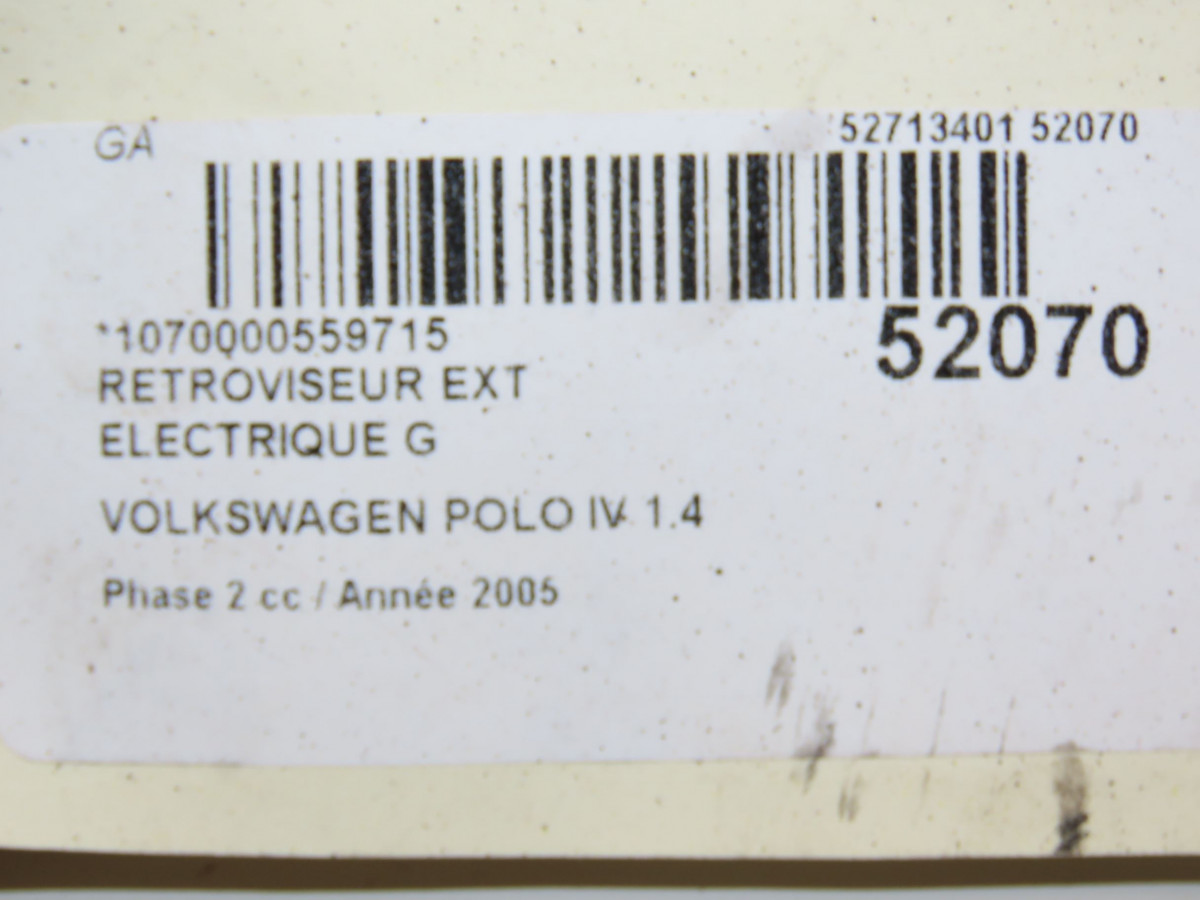 GA
52713401 52070
*1070000559715
52070
RETROVISEUR EXT
ELECTRIQUE G
VOLKSWAGEN POLO IV 1.4
Phase 2 cc / Année 2005